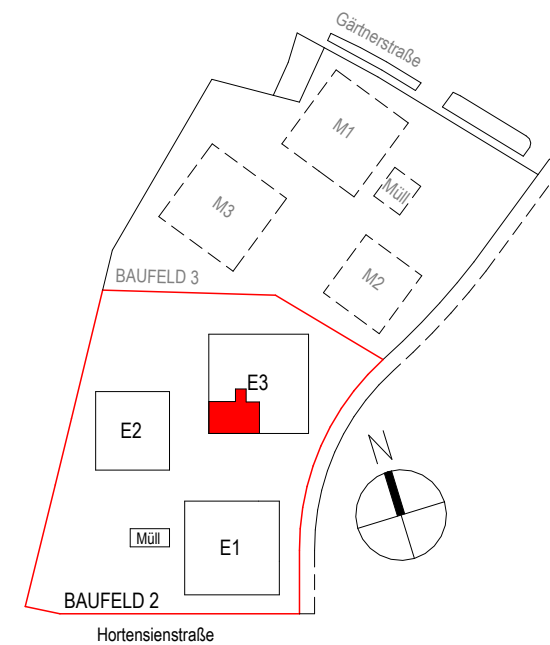 Gärtnerstraße
M1
Müll
M3
M2
BAUFELD 3
E3
E2
N
Müll
E1
BAUFELD 2
Hortensienstraße